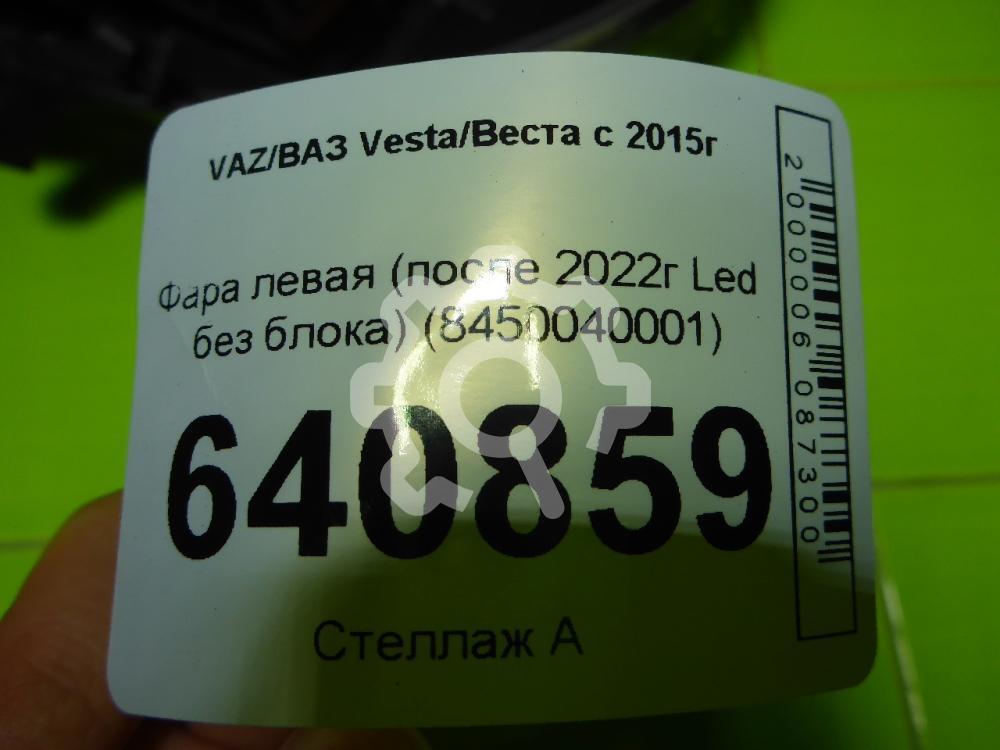 VAZ/ВАЗ Vesta/Веста с 2015г
Фара левая (после 2022г Led
без блока) (8450040001)
640859
Стеллаж А
2000006087300